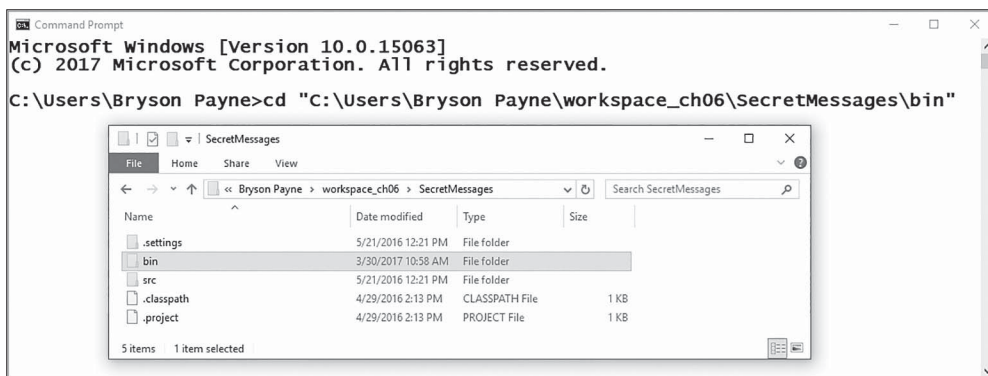 Command Prompt
Microsoft Windows [Version 10.0.15063]
(c) 2017 Microsoft Corporation. All rights reserved.
C:\Users\Bryson Payne>cd "C:\Users\Bryson Payne\workspace_ch06\SecretMessages\bin"
SecretMessages
File Home Share View
« Bryson Payne > workspace_ch06 > SecretMessages Search SecretMessages
Name Date modified Type Size
.settings 5/21/2016 12:21 PM File folder
bin 3/30/2017 10:58 AM File folder
src 5/21/2016 12:21 PM File folder
.classpath 4/29/2016 2:13 PM CLASSPATH File 1 KB
.project 4/29/2016 2:13 PM PROJECT File 1 KB
5 items 1 item selected